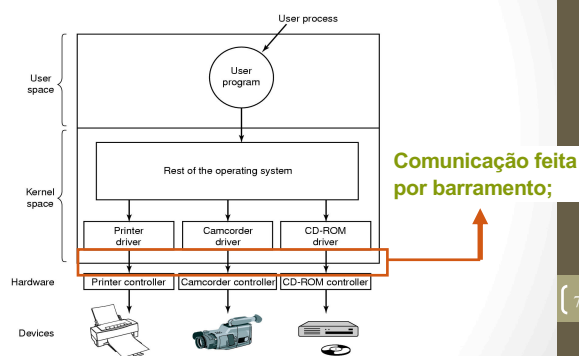 User process
User
space
User
program
Rest of the operating system
Kernel
space
Printer
driver
Camcorder
driver
CD-ROM
driver
Hardware
Printer controller
Camcorder controller
CD-ROM controller
Devices
Comunicação feita
por barramento;
7